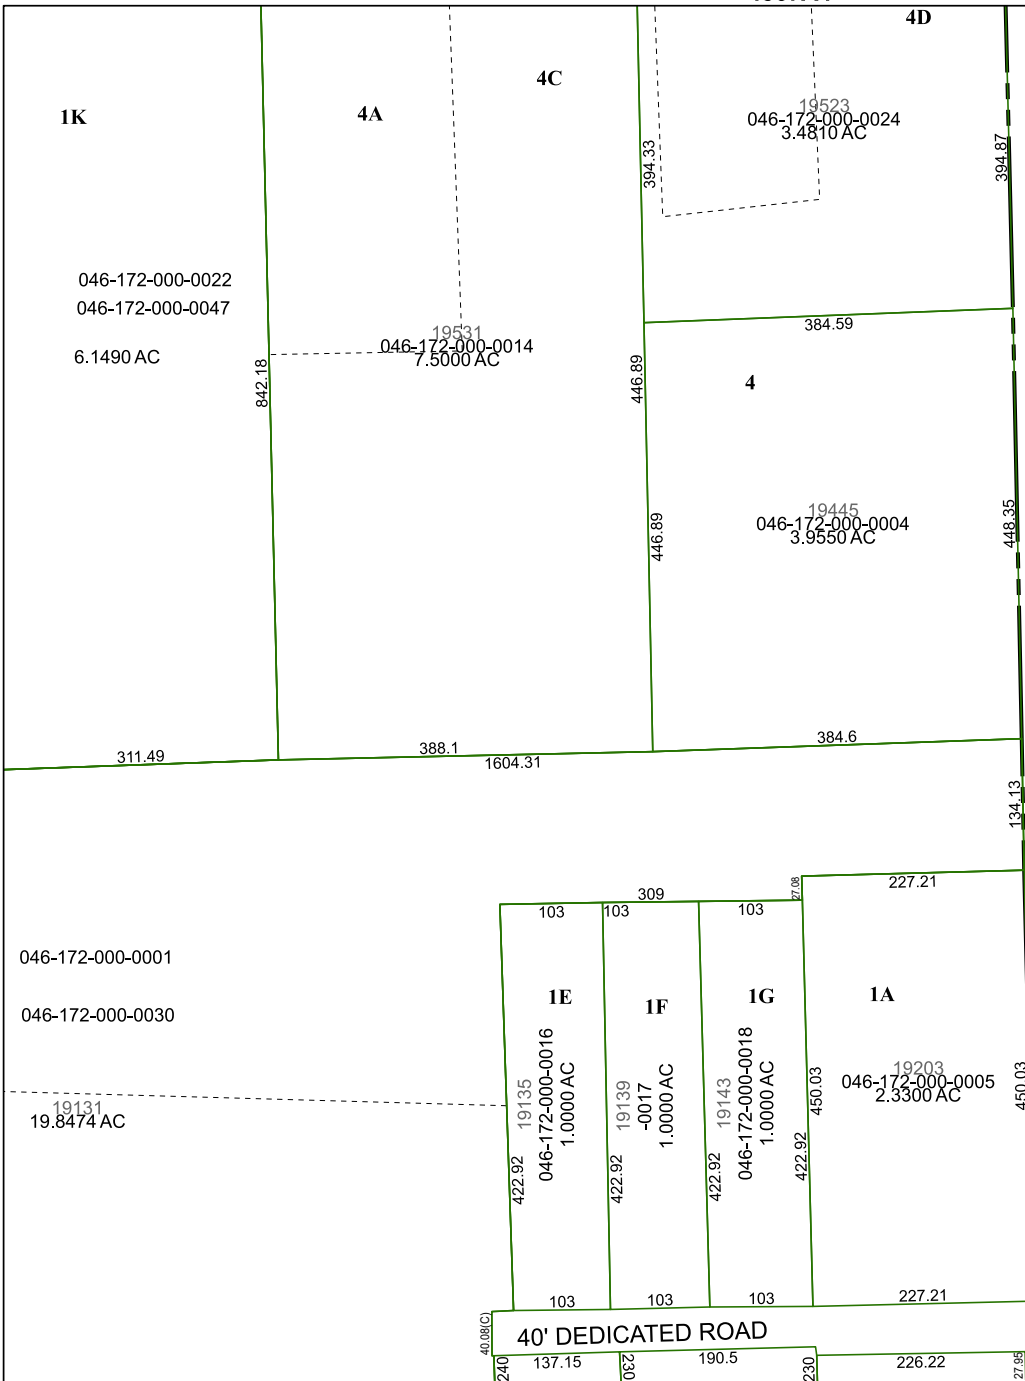 4D
4C
1K
4A
19523
046-172-000-0024
3.4810 AC
394.33
394.87
046-172-000-0022
046-172-000-0047
6.1490 AC
19531
046-172-000-0014
7.5000 AC
384.59
842.18
446.89
4
446.89
19445
046-172-000-0004
3.9550 AC
448.35
311.49
388.1
384.6
1604.31
134.13
27.08
227.21
309
103
103
103
046-172-000-0001
046-172-000-0030
1E
1F
1G
1A
19131
19.8474 AC
19135
046-172-000-0016
1.0000 AC
19139
-0017
1.0000 AC
19143
046-172-000-0018
1.0000 AC
450.03
19203
046-172-000-0005
2.3300 AC
450.03
422.92
422.92
422.92
422.92
103
103
103
227.21
40.08(C)
40' DEDICATED ROAD
240
137.15
230
190.5
230
226.22
27.95